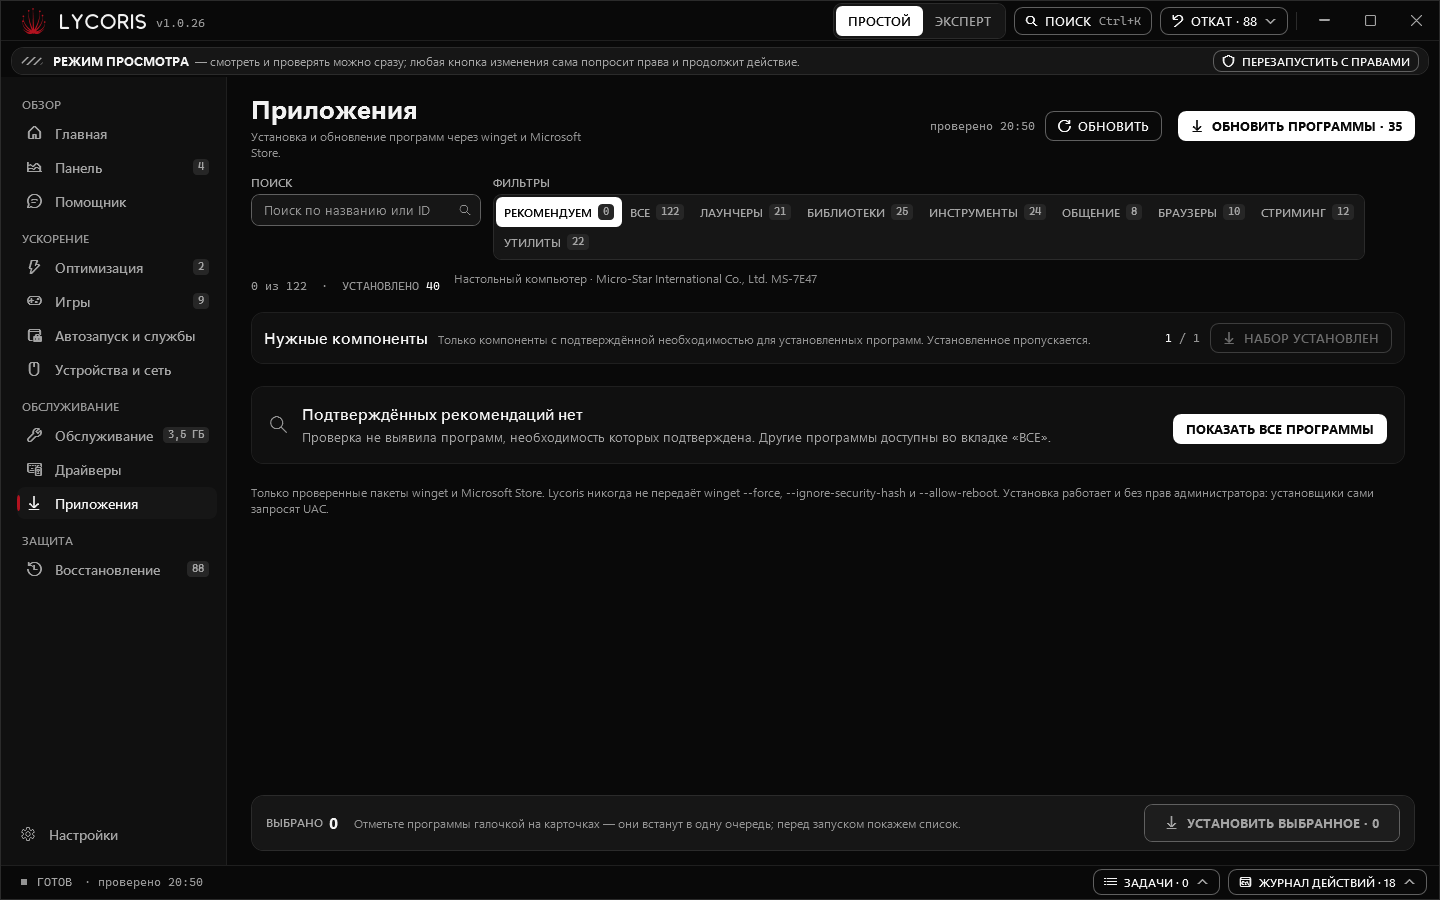 LYCORIS v1.0.26
ПРОСТОЙ ЭКСПЕРТ ПОИСК Ctrl+K ОТКАТ · 88
РЕЖИМ ПРОСМОТРА — смотреть и проверять можно сразу; любая кнопка изменения сама попросит права и продолжит действие.
ПЕРЕЗАПУСТИТЬ С ПРАВАМИ
ОБЗОР
Главная
Панель 4
Помощник
УСКОРЕНИЕ
Оптимизация 2
Игры 9
Автозапуск и службы
Устройства и сеть
ОБСЛУЖИВАНИЕ
Обслуживание 3,5 ГБ
Драйверы
Приложения
ЗАЩИТА
Восстановление 88
Настройки
Приложения
Установка и обновление программ через winget и Microsoft
Store.
проверено 20:50
ОБНОВИТЬ
ОБНОВИТЬ ПРОГРАММЫ · 35
ПОИСК
Поиск по названию или ID
ФИЛЬТРЫ
РЕКОМЕНДУЕМ 0 ВСЕ 122 ЛАУНЧЕРЫ 21 БИБЛИОТЕКИ 25 ИНСТРУМЕНТЫ 24 ОБЩЕНИЕ 8 БРАУЗЕРЫ 10 СТРИМИНГ 12
УТИЛИТЫ 22
0 из 122 · УСТАНОВЛЕНО 40
Настольный компьютер · Micro-Star International Co., Ltd. MS-7E47
Нужные компоненты Только компоненты с подтверждённой необходимостью для установленных программ. Установленное пропускается.
1 / 1
НАБОР УСТАНОВЛЕН
Подтверждённых рекомендаций нет
Проверка не выявила программ, необходимость которых подтверждена. Другие программы доступны во вкладке «ВСЕ».
ПОКАЗАТЬ ВСЕ ПРОГРАММЫ
Только проверенные пакеты winget и Microsoft Store. Lycoris никогда не передаёт winget --force, --ignore-security-hash и --allow-reboot. Установка работает и без прав администратора: установщики сами
запросят UAC.
ВЫБРАНО 0 Отметьте программы галочкой на карточках — они встанут в одну очередь; перед запуском покажем список.
УСТАНОВИТЬ ВЫБРАННОЕ · 0
ГОТОВ · проверено 20:50
ЗАДАЧИ · 0
ЖУРНАЛ ДЕЙСТВИЙ · 18